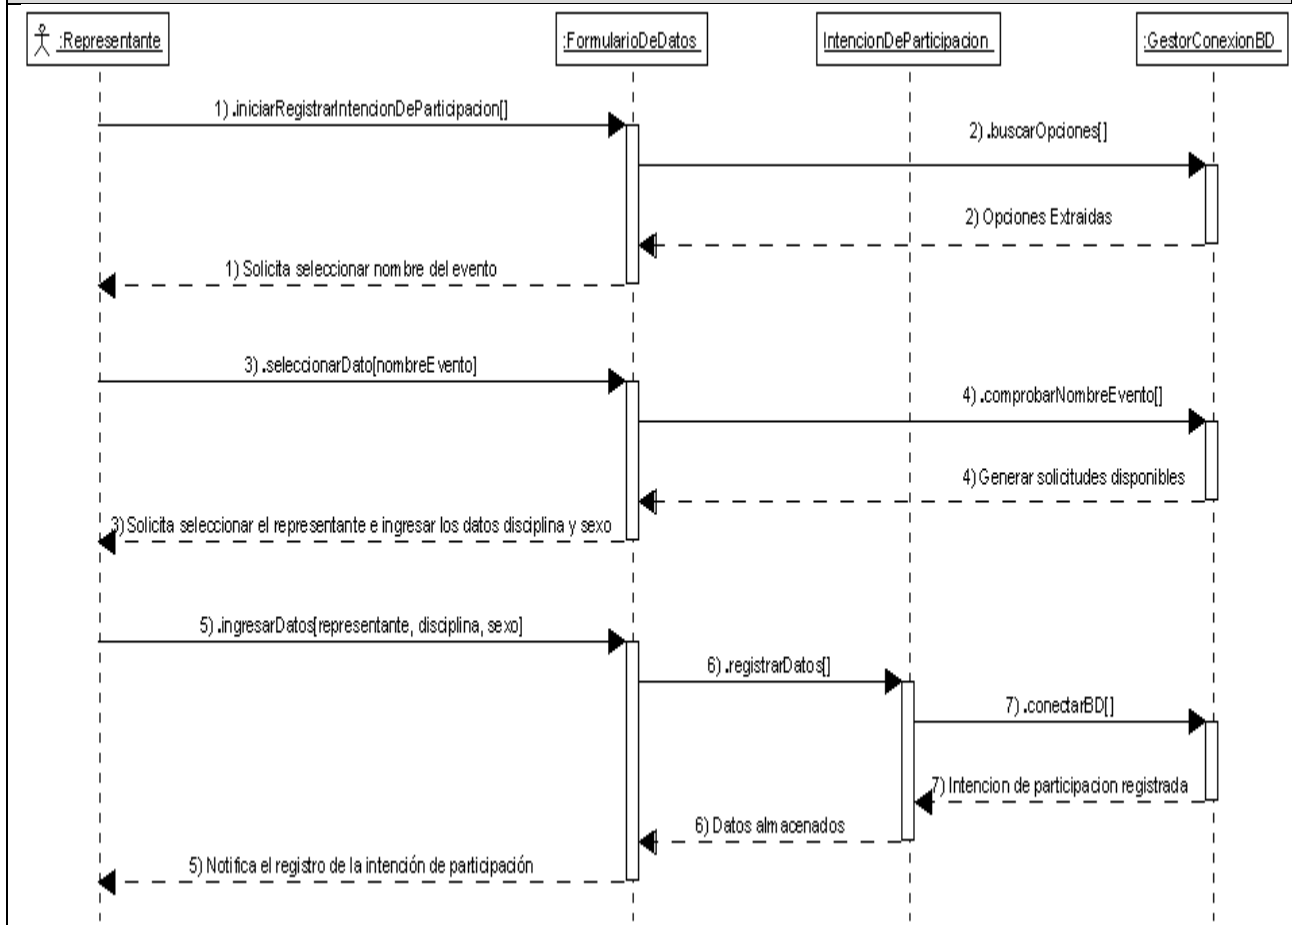 :Representante
:FormularioDeDatos
IntencionDeParticipacion
:GestorConexionBD
1) .iniciarRegistrarIntencionDeParticipacion[]
2) .buscarOpciones[]
2) Opciones Extraidas
1) Solicita seleccionar nombre del evento
3) .seleccionarDato[nombreEvento]
4) .comprobarNombreEvento[]
4) Generar solicitudes disponibles
3) Solicita seleccionar el representante e ingresar los datos disciplina y sexo
5) .ingresarDatos[representante, disciplina, sexo]
6) .registrarDatos[]
7) .conectarBD[]
7) Intencion de participacion registrada
6) Datos almacenados
5) Notifica el registro de la intención de participación